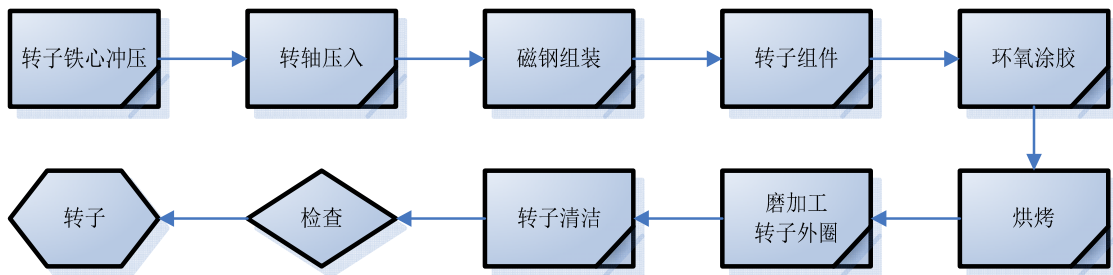 转子铁心冲压
转轴压入
磁钢组装
转子组件
环氧涂胶
烘烤
磨加工
转子外圈
转子清洁
检查
转子